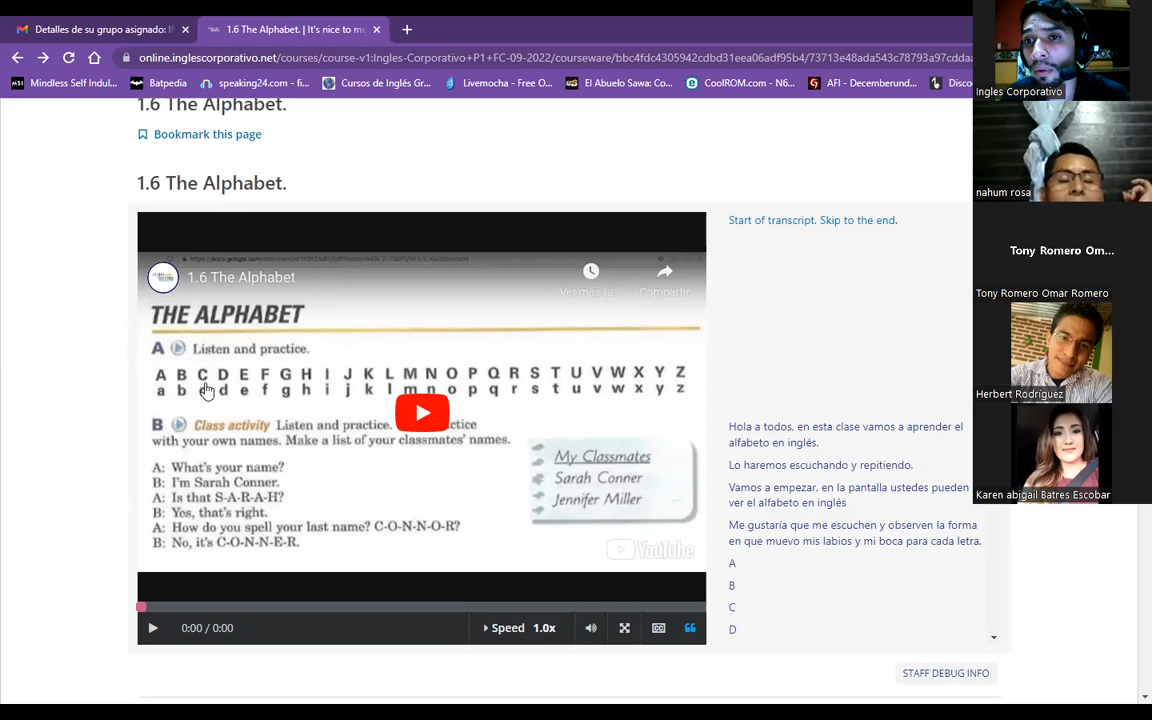 Detalles de su grupo asignado: I
1.6 The Alphabet. | It's nice to me
online.inglescorporativo.net/courses/course-v1:Ingles-Corporativo+P1+FC-09-2022/courseware/bbc4fdc4305942cdbd31eea06adf95b4/73713e48ada543c78793a97cddaa
Mindless Self Indul...
Batpedia
speaking24.com - fi...
Cursos de Inglés Gr...
Livemocha - Free O...
El Abuelo Sawa: Co...
CoolROM.com - N6...
AFI - Decemberund...
Disco
1.6 The Alphabet.
Bookmark this page
1.6 The Alphabet.
1.6 The Alphabet
Ver más ta
Compartir
THE ALPHABET
A Listen and practice.
A B C D E F G H I J K L M N O P Q R S T U V W X Y Z
a b d e f g h i j k l m n o p q r s t u v w x y z
B Class activity Listen and practice. ctice
with your own names. Make a list of your classmates' names.
A: What's your name?
B: I'm Sarah Conner.
A: Is that S-A-R-A-H?
B: Yes, that's right.
A: How do you spell your last name? C-O-N-N-O-R?
B: No, it's C-O-N-N-E-R.
My Classmates
Sarah Conner
Jennifer Miller
YouTube
0:00 / 0:00
Speed 1.0x
CC
Start of transcript. Skip to the end.
Hola a todos, en esta clase vamos a aprender el
alfabeto en inglés.
Lo haremos escuchando y repitiendo.
Vamos a empezar, en la pantalla ustedes pueden
ver el alfabeto en inglés
Me gustaría que me escuchen y observen la forma
en que muevo mis labios y mi boca para cada letra.
A
B
C
D
STAFF DEBUG INFO
Ingles Corporativo
nahum rosa
Tony Romero Om...
Tony Romero Omar Romero
Herbert Rodríguez
Karen abigail Batres Escobar